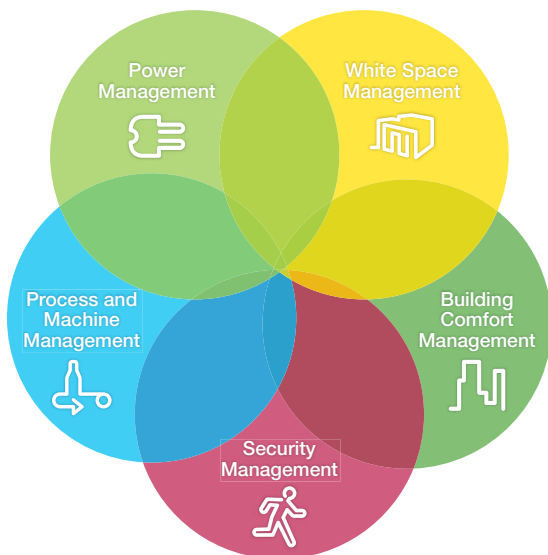 Power
Management
White Space
Management
Process and
Machine
Management
Building
Comfort
Management
Security
Management